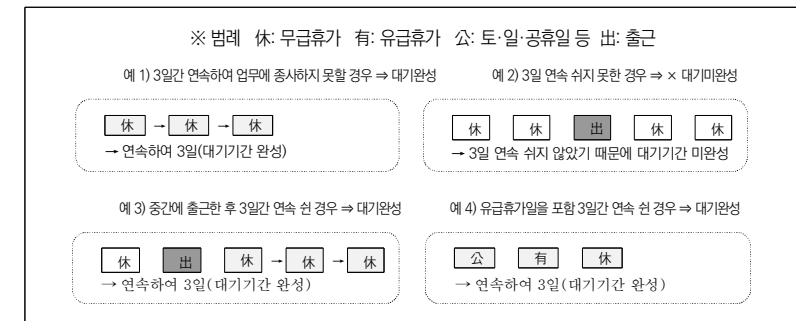 ※ 범례 休: 무급휴가 有: 유급휴가 公: 토·일·공휴일 등 出: 출근
예 1) 3일간 연속하여 업무에 종사하지 못할 경우 ⇒ 대기완성
예 2) 3일 연속 쉬지 못한 경우 ⇒ × 대기미완성
休 → 休 → 休
→ 연속하여 3일(대기기간 완성)
休 休 出 休 休
→ 3일 연속 쉬지 않았기 때문에 대기기간 미완성
예 3) 중간에 출근한 후 3일간 연속 쉰 경우 ⇒ 대기완성
예 4) 유급휴가일을 포함 3일간 연속 쉰 경우 ⇒ 대기완성
休 出 休 → 休 → 休
→ 연속하여 3일(대기기간 완성)
公 有 休
→ 연속하여 3일(대기기간 완성)